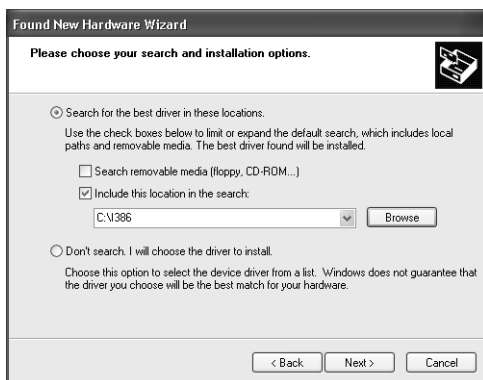 Found New Hardware Wizard
Please choose your search and installation options.
Search for the best driver in these locations.
Use the check boxes below to limit or expand the default search, which includes local
paths and removable media. The best driver found will be installed.
Search removable media (floppy, CD-ROM...)
Include this location in the search:
C:\I386
Browse
Don't search. I will choose the driver to install.
Choose this option to select the device driver from a list. Windows does not guarantee that
the driver you choose will be the best match for your hardware.
< Back Next > Cancel